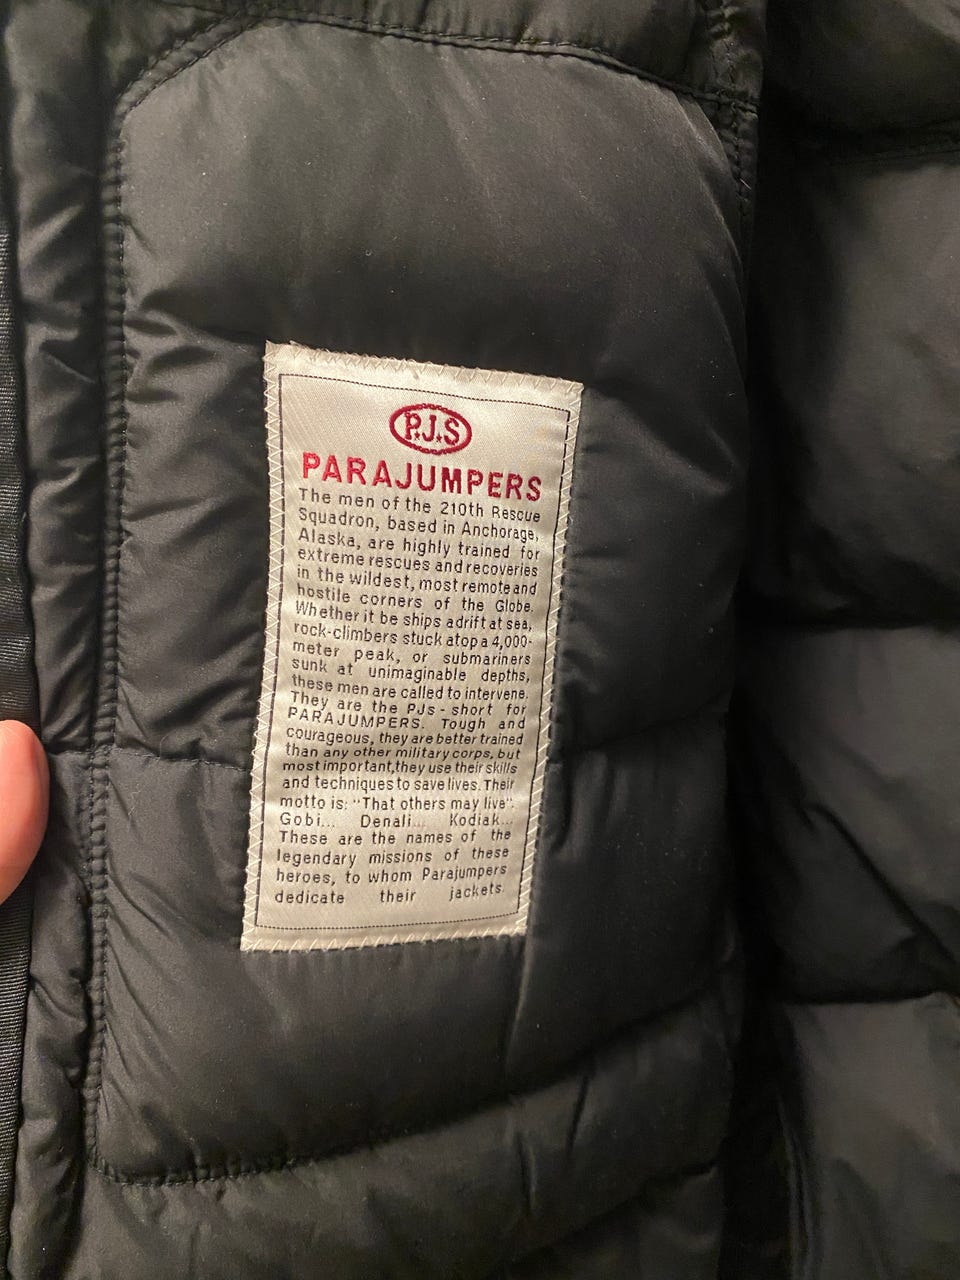 P.J.S
PARAJUMPERS
The men of the 210th Rescue
Squadron, based in Anchorage,
Alaska, are highly trained for
extreme rescues and recoveries
in the wildest, most remote and
hostile corners of the Globe.
Whether it be ships adrift at sea,
rock-climbers stuck atop a 4,000-
meter peak, or submariners
sunk at unimaginable depths,
these men are called to intervene.
They are the PJs - short for
PARAJUMPERS. Tough and
courageous, they are better trained
than any other military corps, but
most important, they use their skills
and techniques to save lives. Their
motto is: "That others may live".
Gobi... Denali... Kodiak...
These are the names of the
legendary missions of these
heroes, to whom Parajumpers
dedicate their jackets.